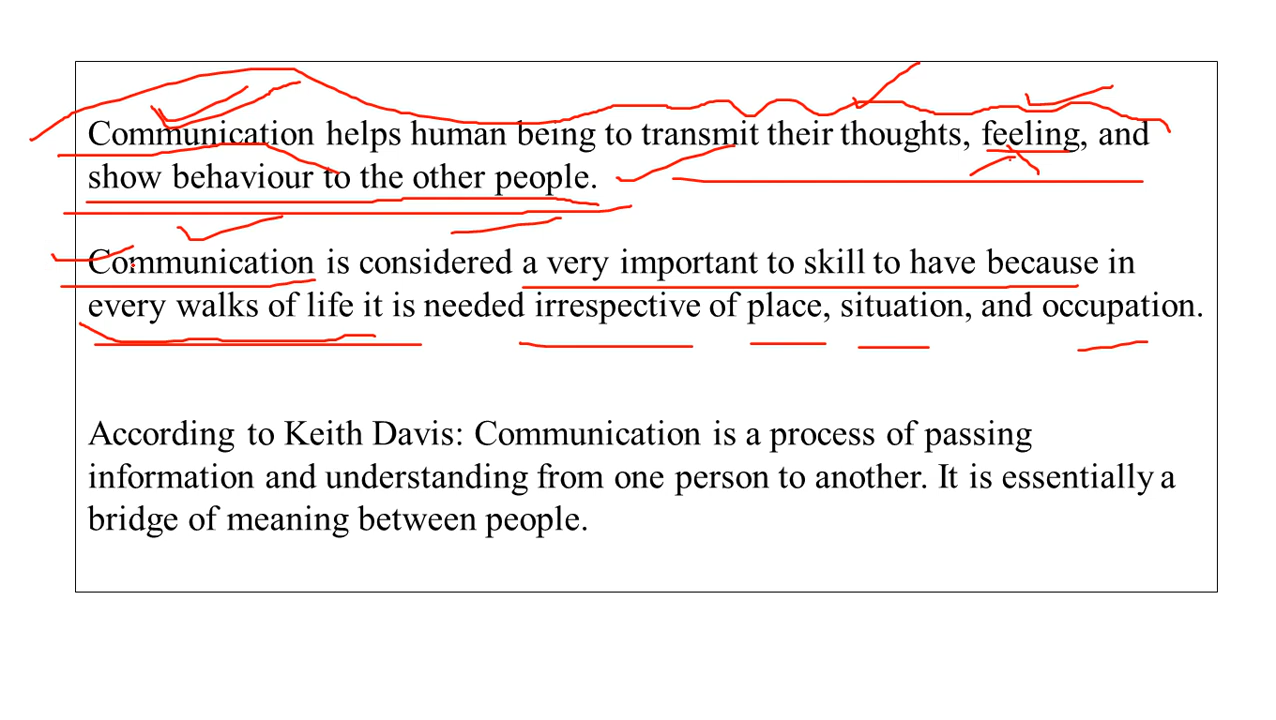 Communication helps human being to transmit their thoughts, feeling, and
show behaviour to the other people.
Communication is considered a very important to skill to have because in
every walks of life it is needed irrespective of place, situation, and occupation.
According to Keith Davis: Communication is a process of passing
information and understanding from one person to another. It is essentially a
bridge of meaning between people.